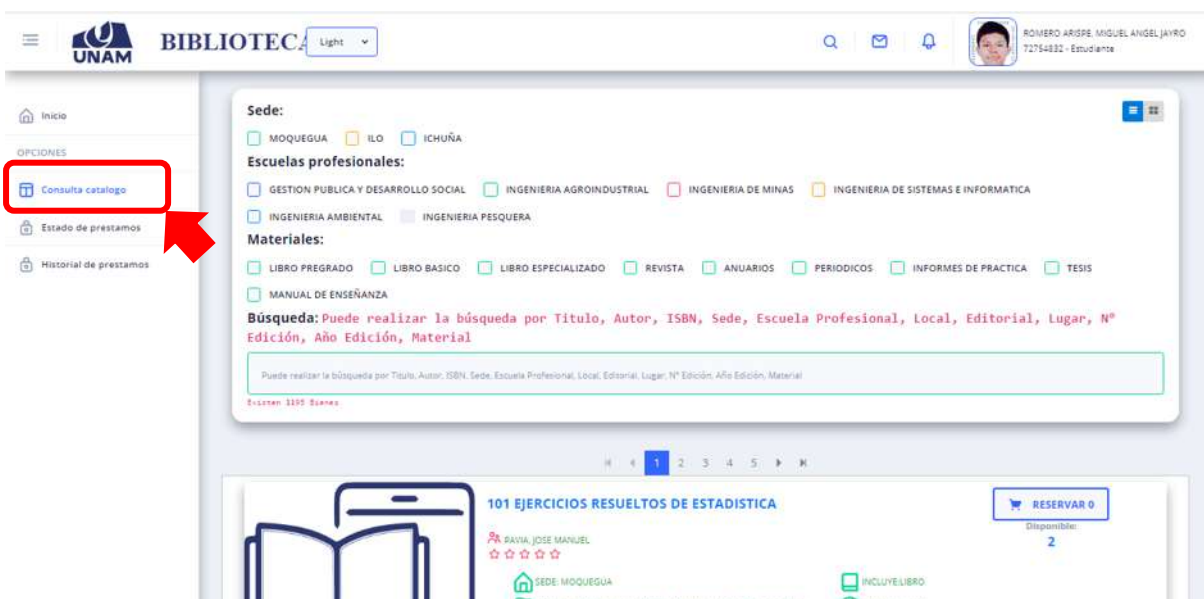 UNAM
BIBLIOTECA
Light
ROMERO ARISPE, MIGUEL ANGEL JAYRO
72754832 - Estudiante
Inicio
OPCIONES
Consulta catalogo
Estado de prestamos
Historial de prestamos
Sede:
MOQUEGUA ILO ICHUÑA
Escuelas profesionales:
GESTION PUBLICA Y DESARROLLO SOCIAL INGENIERIA AGROINDUSTRIAL INGENIERIA DE MINAS INGENIERIA DE SISTEMAS E INFORMATICA
INGENIERIA AMBIENTAL INGENIERIA PESQUERA
Materiales:
LIBRO PREGRADO LIBRO BASICO LIBRO ESPECIALIZADO REVISTA ANUARIOS PERIODICOS INFORMES DE PRACTICA TESIS
MANUAL DE ENSEÑANZA
Búsqueda: Puede realizar la búsqueda por Titulo, Autor, ISBN, Sede, Escuela Profesional, Local, Editorial, Lugar, N°
Edición, Año Edición, Material
Puede realizar la búsqueda por Titulo, Autor, ISBN, Sede, Escuela Profesional, Local, Editorial, Lugar, N° Edición, Año Edición, Material
Existen 1195 Bienes
1 2 3 4 5
101 EJERCICIOS RESUELTOS DE ESTADISTICA
RESERVAR 0
Disponible:
2
PAVIA, JOSE MANUEL
SEDE: MOQUEGUA
INCLUYE:LIBRO